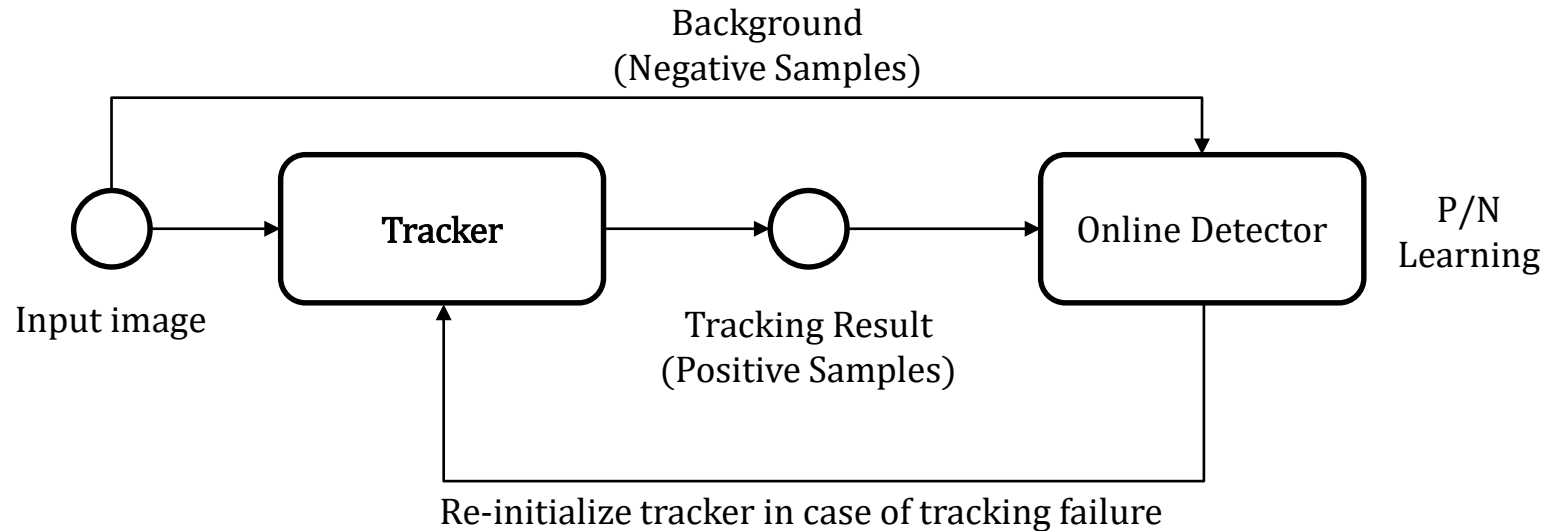 Background
(Negative Samples)
Tracker
Online Detector
P/N
Learning
Input image
Tracking Result
(Positive Samples)
Re-initialize tracker in case of tracking failure